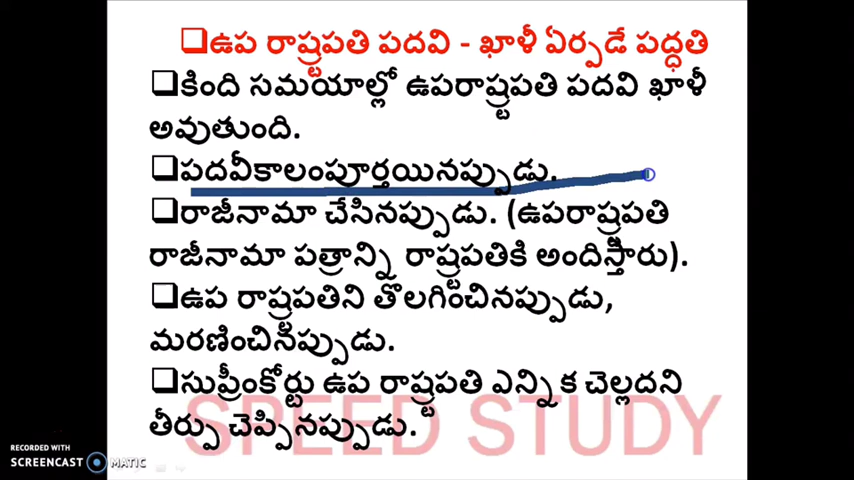 ❑ఉప రాష్ట్రపతి పదవి - ఖాళీ ఏర్పడే పద్ధతి
❑కింది సమయాల్లో ఉపరాష్ట్రపతి పదవి ఖాళీ
అవుతుంది.
❑పదవీకాలంపూర్తయినప్పుడు.
❑రాజీనామా చేసినప్పుడు. (ఉపరాష్ట్రపతి
రాజీనామా పత్రాన్ని రాష్ట్రపతికి అందిస్తారు).
❑ఉప రాష్ట్రపతిని తొలగించినప్పుడు,
మరణించినప్పుడు.
❑సుప్రీంకోర్టు ఉప రాష్ట్రపతి ఎన్ని క చెల్లదని
తీర్పు చెప్పినప్పుడు.
SPEED STUDY
RECORDED WITH
SCREENCAST MATIC